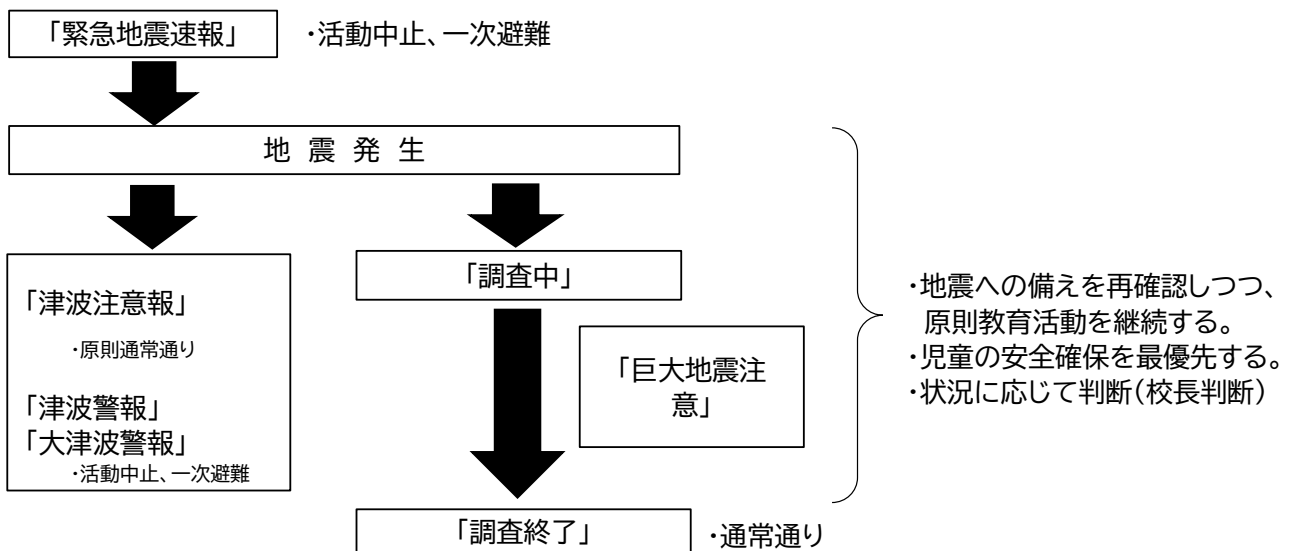 「緊急地震速報」
・活動中止、一次避難
地震発生
「津波注意報」
・原則通常通り
「津波警報」
「大津波警報」
・活動中止、一次避難
「調査中」
「巨大地震注
意」
「調査終了」
・通常通り
・地震への備えを再確認しつつ、
原則教育活動を継続する。
・児童の安全確保を最優先する。
・状況に応じて判断(校長判断)